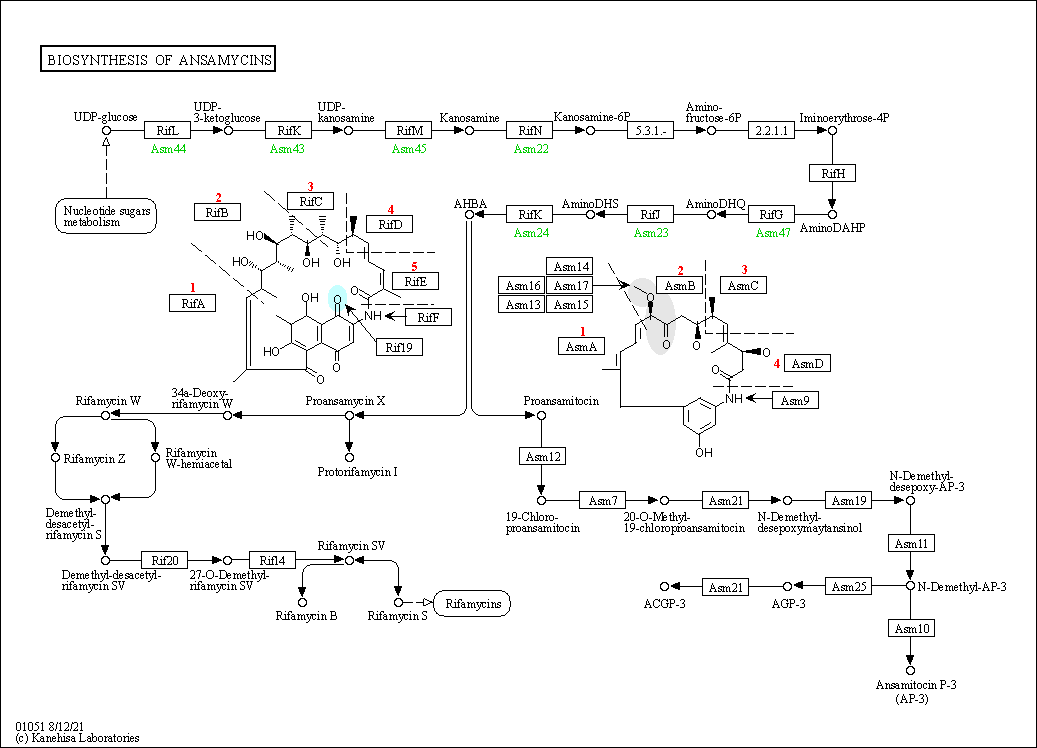 BIOSYNTHESIS OF ANSAMYCINS
UDP-glucose
UDP-
3-ketoglucose
UDP-
kanosamine
Kanosamine
Kanosamine-6P
Amino-
fructose-6P
Iminoerythrose-4P
RifL
RifK
RifM
RifN
5.3.1.-
2.2.1.1
Asm44
Asm43
Asm45
Asm22
RifH
Nucleotide sugars
metabolism
AHBA
RifK
AminoDHS
RifJ
AminoDHQ
RifG
AminoDAHP
Asm24
Asm23
Asm47
2
RifB
3
RifC
4
RifD
5
RifE
1
RifA
RifF
Rif19
HO
OH
OH
HO
OH
O
O
NH
HO
O
O
Asm14
Asm16
Asm17
Asm13
Asm15
2
AsmB
3
AsmC
1
AsmA
4
AsmD
Asm9
O
O
O
O
O
NH
OH
Rifamycin W
34a-Deoxy-
rifamycin W
Proansamycin X
Proansamitocin
Rifamycin Z
Rifamycin
W-hemiacetal
Protorifamycin I
Asm12
Demethyl-
desacetyl-
rifamycin S
19-Chloro-
proansamitocin
Asm7
20-O-Methyl-
19-chloroproansamitocin
Asm21
N-Demethyl-
desepoxymaytansinol
Asm19
N-Demethyl-
desepoxy-AP-3
Asm11
Demethyl-desacetyl-
rifamycin SV
Rif20
27-O-Demethyl-
rifamycin SV
Rif14
Rifamycin SV
Rifamycin B
Rifamycin S
Rifamycins
ACGP-3
Asm21
AGP-3
Asm25
N-Demethyl-AP-3
Asm10
Ansamitocin P-3
(AP-3)
01051 8/12/21
(c) Kanehisa Laboratories